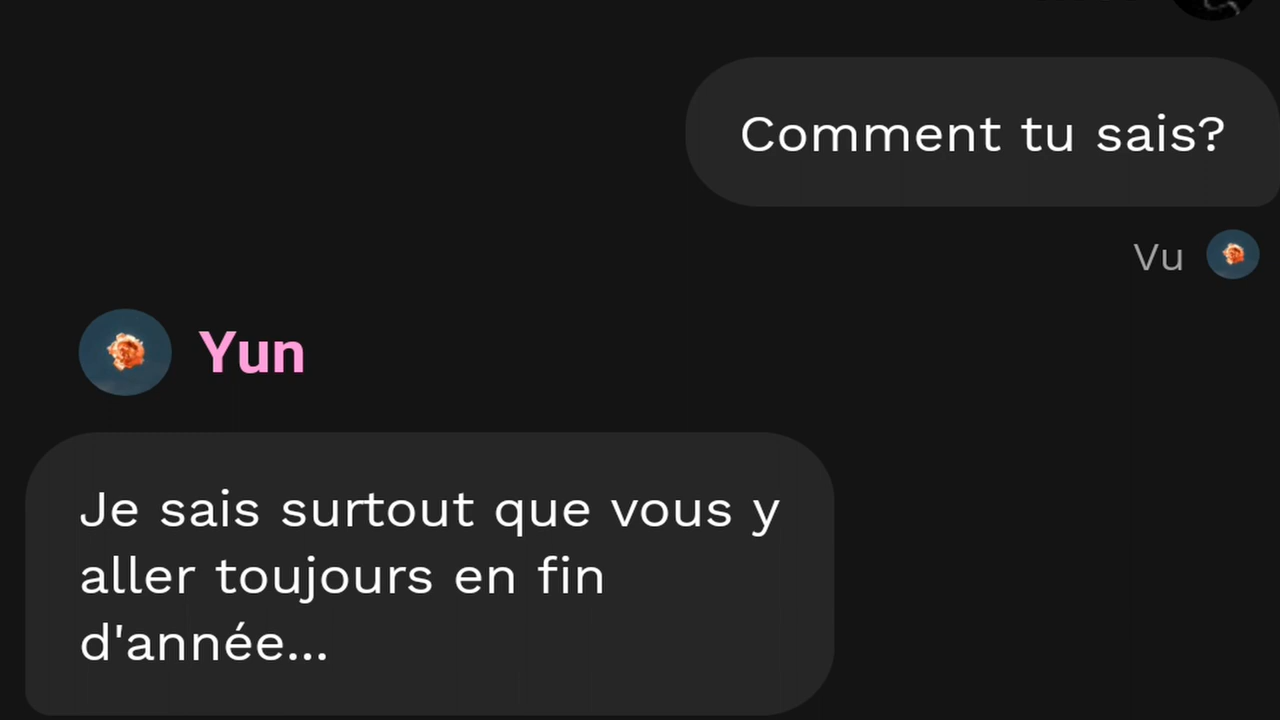 Comment tu sais?
Vu
Yun
Je sais surtout que vous y
aller toujours en fin
d'année...